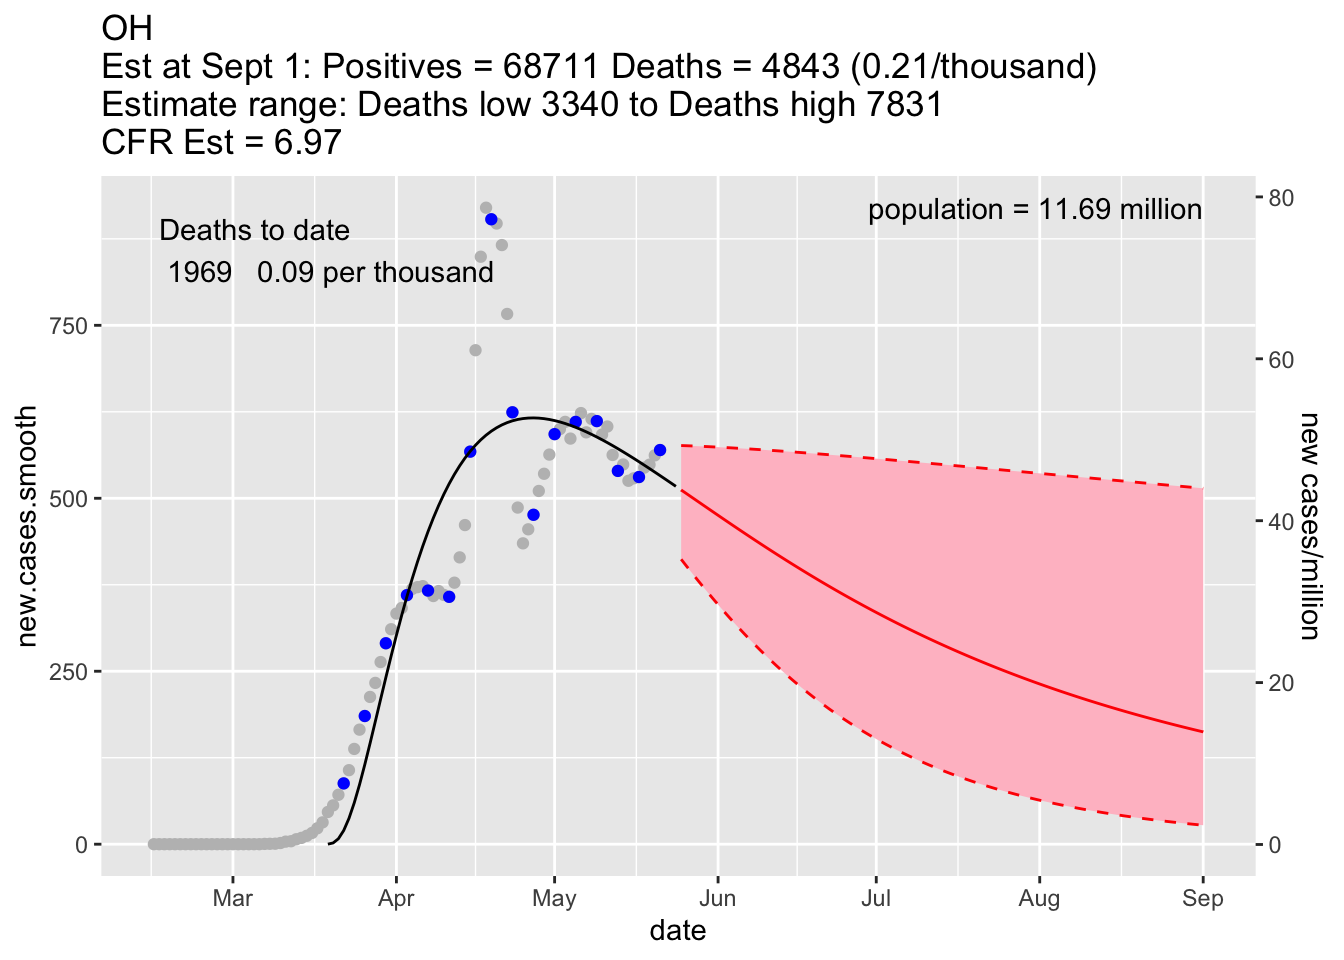 OH
Est at Sept 1: Positives = 68711 Deaths = 4843 (0.21/thousand)
Estimate range: Deaths low 3340 to Deaths high 7831
CFR Est = 6.97
Deaths to date
1969 0.09 per thousand
population = 11.69 million
750
500
250
0
new.cases.smooth
80
60
40
20
0
new cases/million
Mar Apr May Jun Jul Aug Sep
date